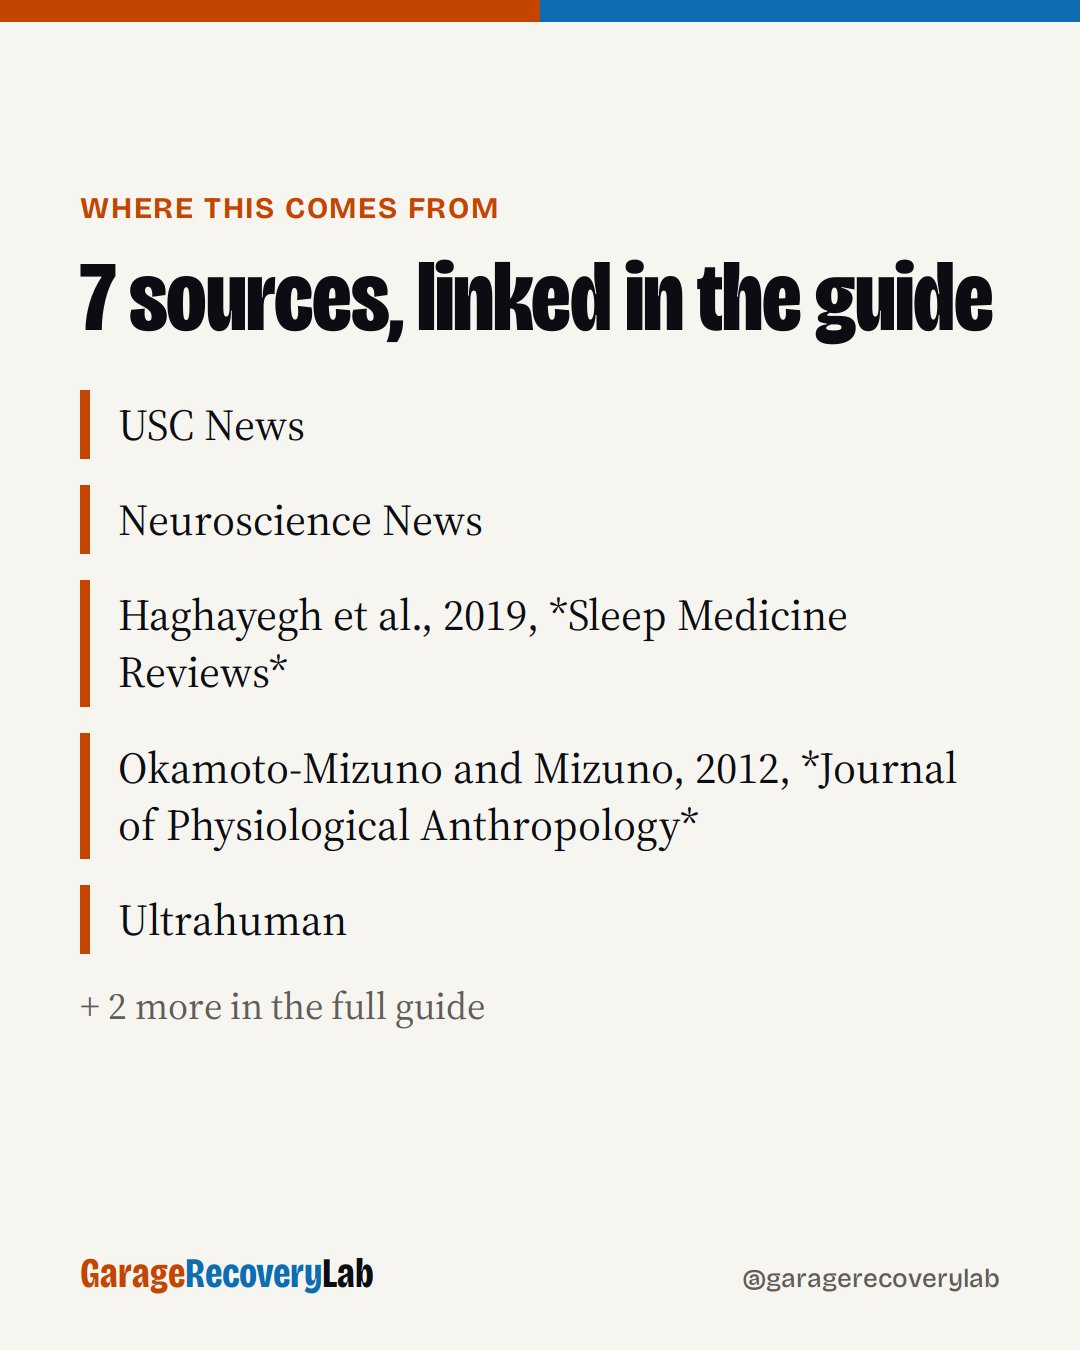 WHERE THIS COMES FROM
7 sources, linked in the guide
USC News
Neuroscience News
Haghayegh et al., 2019, *Sleep Medicine
Reviews*
Okamoto-Mizuno and Mizuno, 2012, *Journal
of Physiological Anthropology*
Ultrahuman
+ 2 more in the full guide
GarageRecoveryLab
@garagerecoverylab